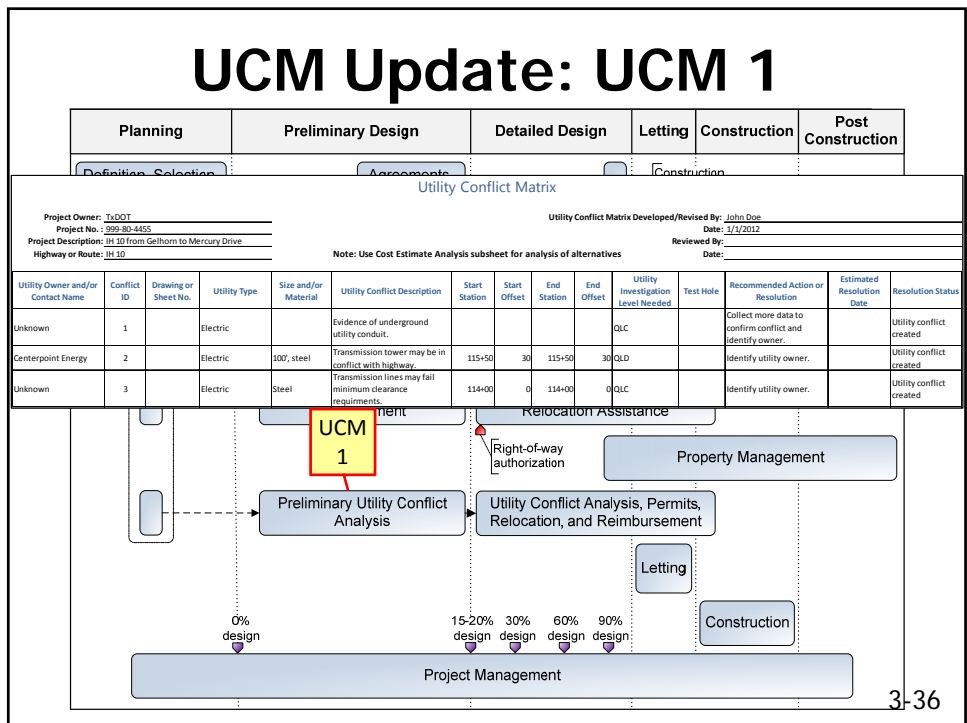 UCM Update: UCM 1
Planning Preliminary Design Detailed Design Letting Construction Post Construction
Definition, Selection Agreements Construction
Utility Conflict Matrix
Project Owner: TxDOT Utility Conflict Matrix Developed/Revised By: John Doe
Project No. : 999-80-4455 Date: 1/1/2012
Project Description: IH 10 from Gelhorn to Mercury Drive Reviewed By:
Highway or Route: IH 10 Note: Use Cost Estimate Analysis subsheet for analysis of alternatives Date:
Utility Owner and/or Contact Name Conflict ID Drawing or Sheet No. Utility Type Size and/or Material Utility Conflict Description Start Station Start Offset End Station End Offset Utility Investigation Level Needed Test Hole Recommended Action or Resolution Estimated Resolution Date Resolution Status
Unknown 1 Electric Evidence of underground utility conduit. QLC Collect more data to confirm conflict and identify owner. Utility conflict created
Centerpoint Energy 2 Electric 100', steel Transmission tower may be in conflict with highway. 115+50 30 115+50 30 QLD Identify utility owner. Utility conflict created
Unknown 3 Electric Steel Transmission lines may fail minimum clearance requirments. 114+00 0 114+00 0 QLC Identify utility owner. Utility conflict created
ment Relocation Assistance
UCM
1
Right-of-way
authorization
Property Management
Preliminary Utility Conflict
Analysis
Utility Conflict Analysis, Permits,
Relocation, and Reimbursement
Letting
Construction
0%
design
15-20%
design
30%
design
60%
design
90%
design
Project Management
3-36